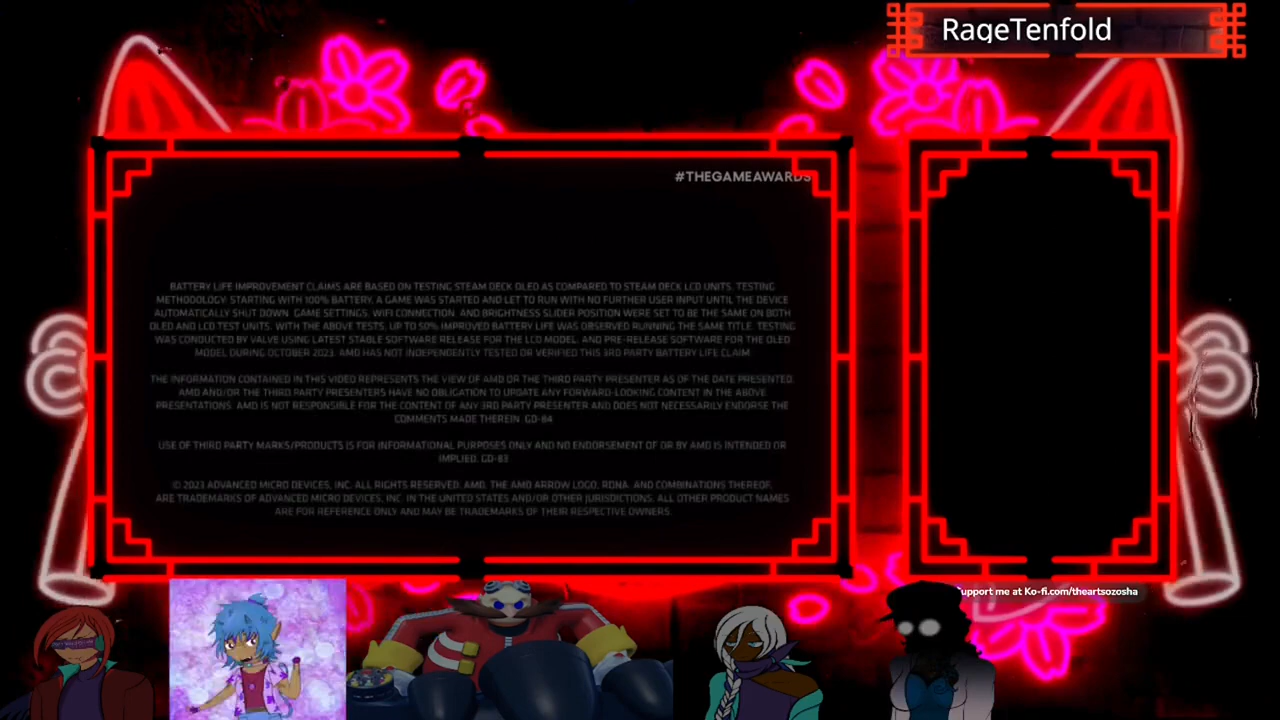 RageTenfold
#THEGAMEAWARDS
BATTERY LIFE IMPROVEMENT CLAIMS ARE BASED ON TESTING STEAM DECK OLED AS COMPARED TO STEAM DECK LCD UNITS. TESTING
METHODOLOGY: STARTING WITH 100% BATTERY, A GAME WAS STARTED AND LET TO RUN WITH NO FURTHER USER INPUT UNTIL THE DEVICE
AUTOMATICALLY SHUT DOWN. GAME SETTINGS, WIFI CONNECTION, AND BRIGHTNESS SLIDER POSITION WERE SET TO BE THE SAME ON BOTH
OLED AND LCD TEST UNITS. WITH THE ABOVE TESTS, UP TO 50% IMPROVED BATTERY LIFE WAS OBSERVED RUNNING THE SAME TITLE. TESTING
WAS CONDUCTED BY VALVE USING LATEST STABLE SOFTWARE RELEASE FOR THE LCD MODEL, AND PRE-RELEASE SOFTWARE FOR THE OLED
MODEL DURING OCTOBER 2023. AMD HAS NOT INDEPENDENTLY TESTED OR VERIFIED THIS 3RD PARTY BATTERY LIFE CLAIM
THE INFORMATION CONTAINED IN THIS VIDEO REPRESENTS THE VIEW OF AMD OR THE THIRD PARTY PRESENTER AS OF THE DATE PRESENTED.
AMD AND/OR THE THIRD PARTY PRESENTERS HAVE NO OBLIGATION TO UPDATE ANY FORWARD-LOOKING CONTENT IN THE ABOVE
PRESENTATIONS. AMD IS NOT RESPONSIBLE FOR THE CONTENT OF ANY 3RD PARTY PRESENTER AND DOES NOT NECESSARILY ENDORSE THE
COMMENTS MADE THEREIN. GD-84
USE OF THIRD PARTY MARKS/PRODUCTS IS FOR INFORMATIONAL PURPOSES ONLY AND NO ENDORSEMENT OF OR BY AMD IS INTENDED OR
IMPLIED. GD-83
© 2023 ADVANCED MICRO DEVICES, INC. ALL RIGHTS RESERVED. AMD, THE AMD ARROW LOGO, RDNA, AND COMBINATIONS THEREOF,
ARE TRADEMARKS OF ADVANCED MICRO DEVICES, INC. IN THE UNITED STATES AND/OR OTHER JURISDICTIONS. ALL OTHER PRODUCT NAMES
ARE FOR REFERENCE ONLY AND MAY BE TRADEMARKS OF THEIR RESPECTIVE OWNERS.
upport me at Ko-fi.com/theartsozosha